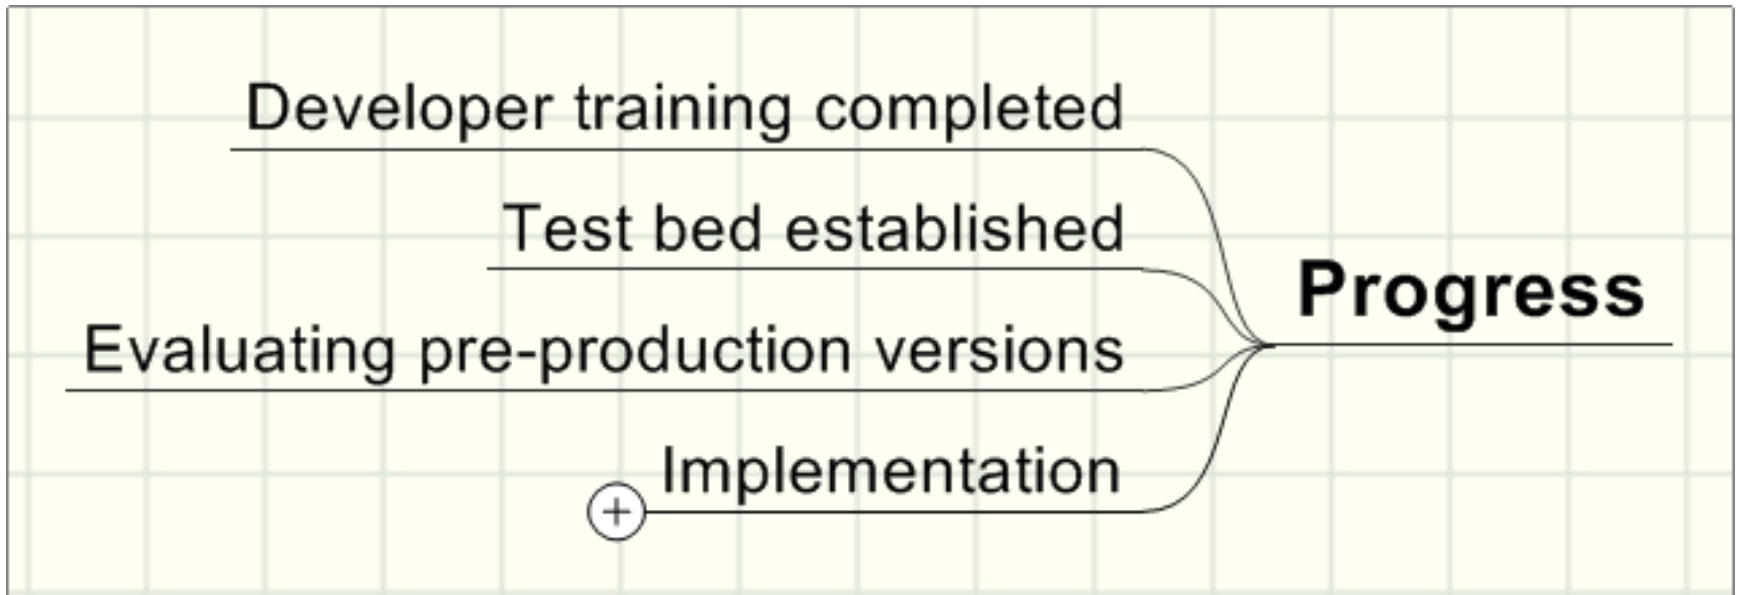 Developer training completed
Test bed established
Progress
Evaluating pre-production versions
Implementation